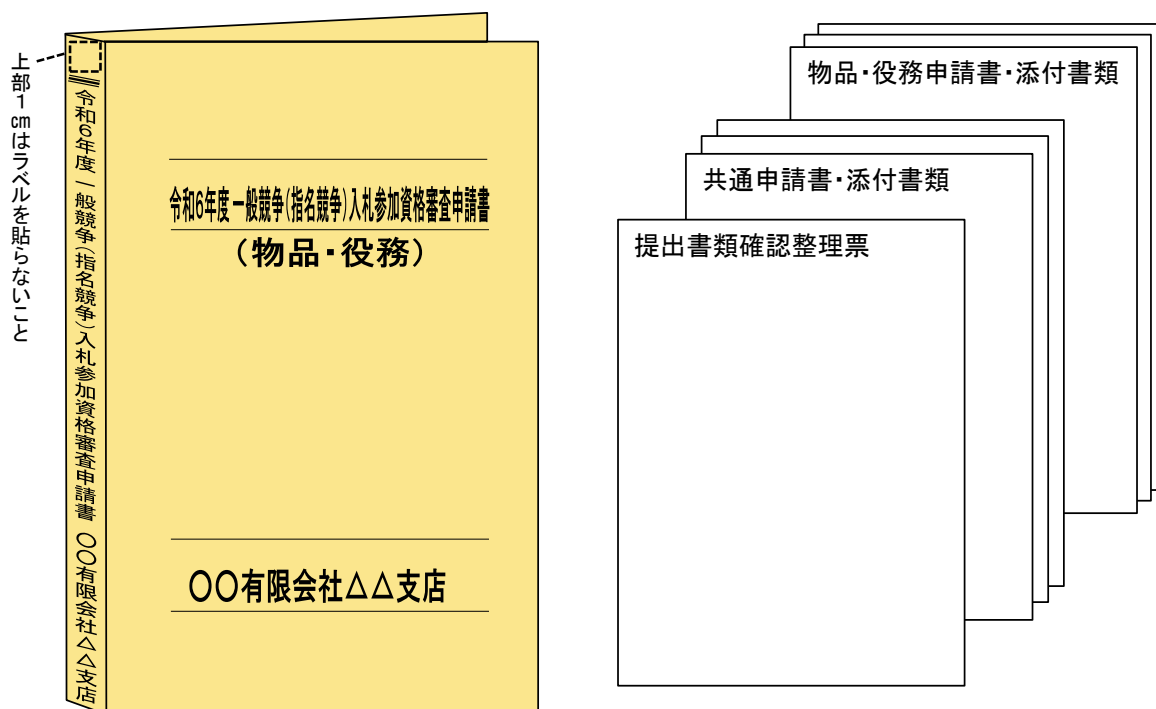 上部1㎝はラベルを貼らないこと
令和6年度 一般競争(指名競争)入札参加資格審査申請書 〇〇有限会社△△支店
令和6年度 一般競争(指名競争)入札参加資格審査申請書
(物品・役務)
〇〇有限会社△△支店
物品・役務申請書・添付書類
共通申請書・添付書類
提出書類確認整理票